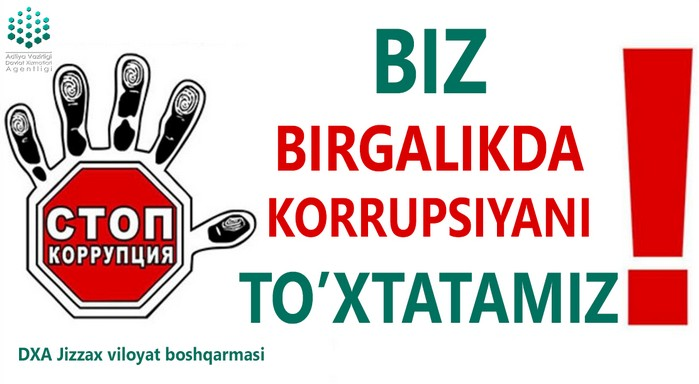 Adliya Vazirligi
Davlat Xizmatlari
Agentligi
BIZ
BIRGALIKDA
KORRUPSIYANI
TO’XTATAMIZ!
СТОП
КОРРУПЦИЯ
DXA Jizzax viloyat boshqarmasi